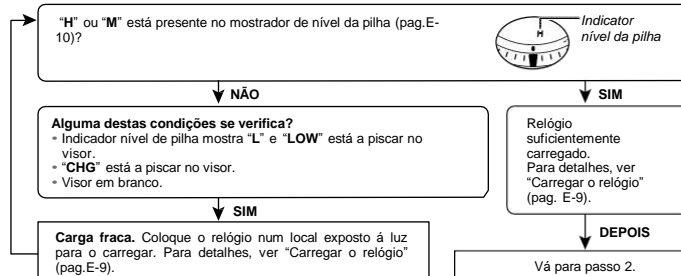 “H” ou “M” está presente no mostrador de nível da pilha (pag.E-
10)?
Indicator
nível da pilha
H
NÃO
SIM
Alguma destas condições se verifica?
• Indicador nível de pilha mostra “L” e “LOW” está a piscar no
visor.
• “CHG” está a piscar no visor.
• Visor em branco.
Relógio
suficientemente
carregado.
Para detalhes, ver
“Carregar o relógio”
(pag. E-9).
SIM
DEPOIS
Carga fraca. Coloque o relógio num local exposto á luz
para o carregar. Para detalhes, ver “Carregar o relógio”
(pag.E-9).
Vá para passo 2.